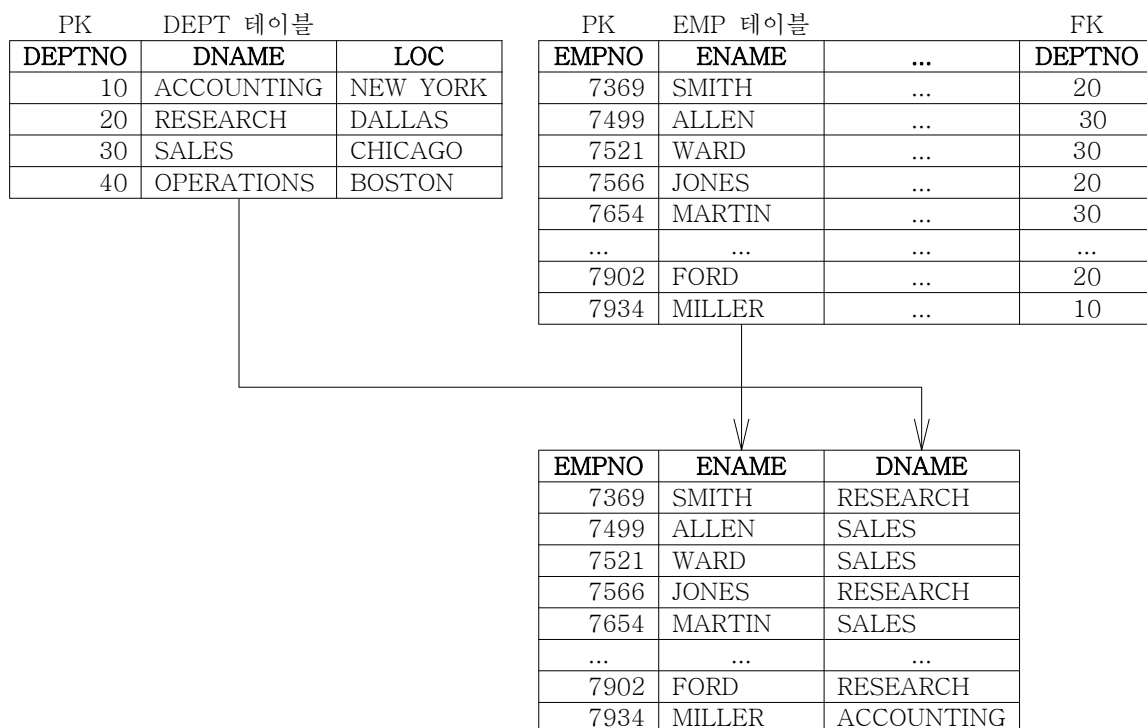 PK DEPT 테이블
DEPTNO DNAME LOC
10 ACCOUNTING NEW YORK
20 RESEARCH DALLAS
30 SALES CHICAGO
40 OPERATIONS BOSTON
PK EMP 테이블 FK
EMPNO ENAME ... DEPTNO
7369 SMITH ... 20
7499 ALLEN ... 30
7521 WARD ... 30
7566 JONES ... 20
7654 MARTIN ... 30
... ... ... ...
7902 FORD ... 20
7934 MILLER ... 10
EMPNO ENAME DNAME
7369 SMITH RESEARCH
7499 ALLEN SALES
7521 WARD SALES
7566 JONES RESEARCH
7654 MARTIN SALES
... ... ...
7902 FORD RESEARCH
7934 MILLER ACCOUNTING